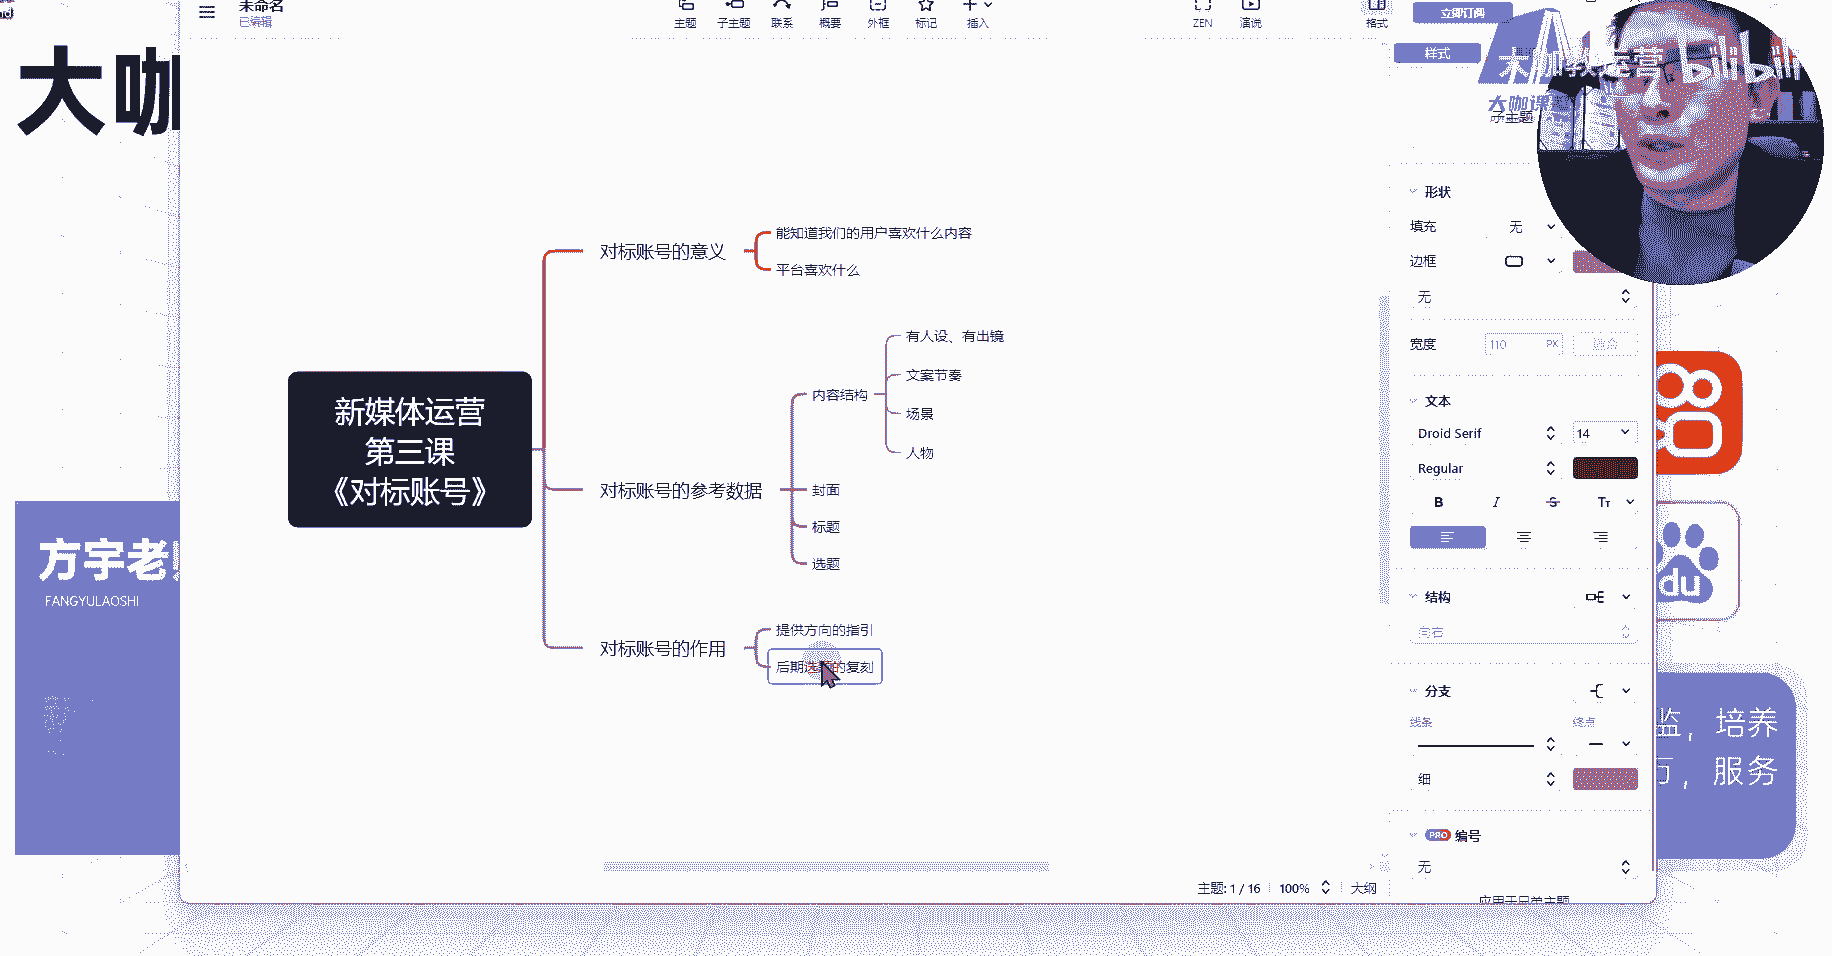 未命名
已编辑
主题
子主题
联系
概要
外框
标记
插入
ZEN
演说
格式
立即订阅
样式
大咖
大咖课
子主题
bilibili
形状
填充
无
边框
无
宽度
110
PX
文本
Droid Serif
14
Regular
B
I
S
Tт
结构
向右
分支
线条
终点
细
PRO 编号
无
应用于兄弟主题
新媒体运营
第三课
《对标账号》
对标账号的意义
能知道我们的用户喜欢什么内容
平台喜欢什么
对标账号的参考数据
内容结构
有人设、有出镜
文案节奏
场景
人物
封面
标题
选题
对标账号的作用
提供方向的指引
后期选题的复刻
方宇老
FANGYULAOSHI
du
监，培养
万，服务
主题: 1 / 16
100%
大纲